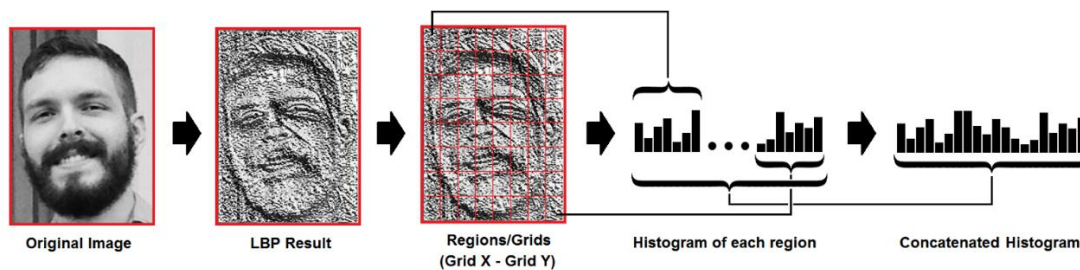 Original Image
LBP Result
Regions/Grids
(Grid X - Grid Y)
Histogram of each region
Concatenated Histogram